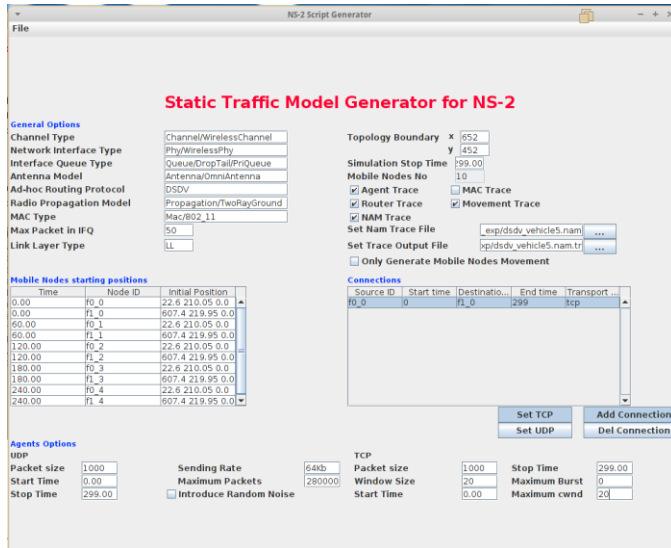 NS-2 Script Generator
File
Static Traffic Model Generator for NS-2
General Options
Channel Type Channel/WirelessChannel
Network Interface Type Phy/WirelessPhy
Interface Queue Type Queue/DropTail/PriQueue
Antenna Model Antenna/OmniAntenna
Ad-hoc Routing Protocol DSDV
Radio Propagation Model Propagation/TwoRayGround
MAC Type Mac/802_11
Max Packet in IFQ 50
Link Layer Type LL
Topology Boundary x 652
y 452
Simulation Stop Time 299.00
Mobile Nodes No 10
Agent Trace MAC Trace
Router Trace Movement Trace
NAM Trace
Set Nam Trace File _exp/dsdv_vehicle5.nam ...
Set Trace Output File xp/dsdv_vehicle5.nam.tr ...
Only Generate Mobile Nodes Movement
Mobile Nodes starting positions
Time Node ID Initial Position
0.00 f0_0 22.6 210.05 0.0
0.00 f1_0 607.4 219.95 0.0
60.00 f0_1 22.6 210.05 0.0
60.00 f1_1 607.4 219.95 0.0
120.00 f0_2 22.6 210.05 0.0
120.00 f1_2 607.4 219.95 0.0
180.00 f0_3 22.6 210.05 0.0
180.00 f1_3 607.4 219.95 0.0
240.00 f0_4 22.6 210.05 0.0
240.00 f1_4 607.4 219.95 0.0
Connections
Source ID Start time Destinatio... End time Transport ...
f0_0 0 f1_0 299 tcp
Set TCP Add Connection
Set UDP Del Connection
Agents Options
UDP
Packet size 1000 Sending Rate 64Kb
Start Time 0.00 Maximum Packets 280000
Stop Time 299.00 Introduce Random Noise
TCP
Packet size 1000 Stop Time 299.00
Window Size 20 Maximum Burst 0
Start Time 0.00 Maximum cwnd 20